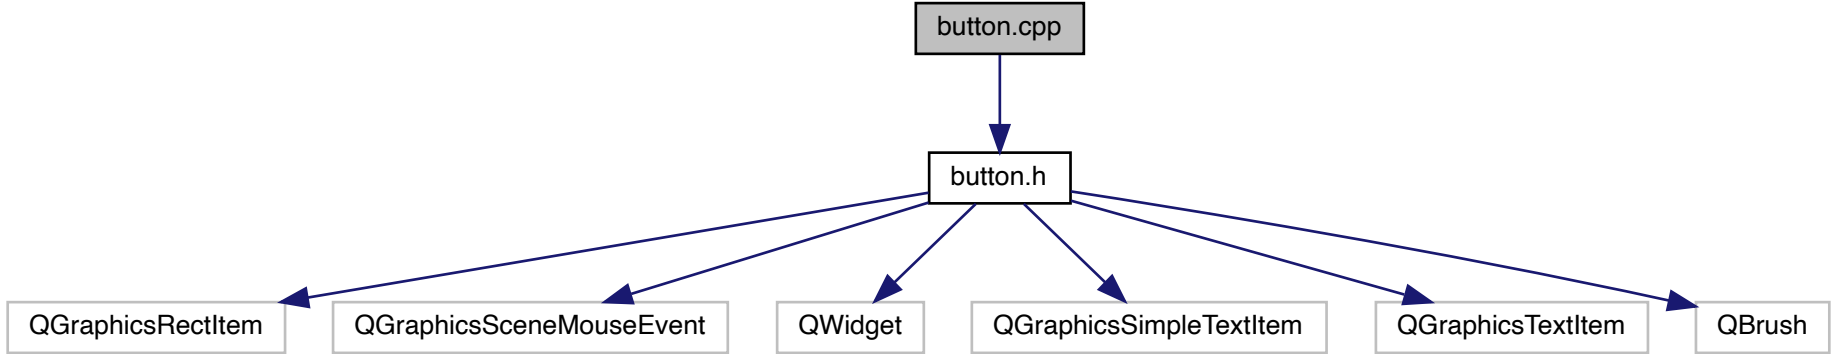 button.cpp
button.h
QGraphicsRectItem
QGraphicsSceneMouseEvent
QWidget
QGraphicsSimpleTextItem
QGraphicsTextItem
QBrush